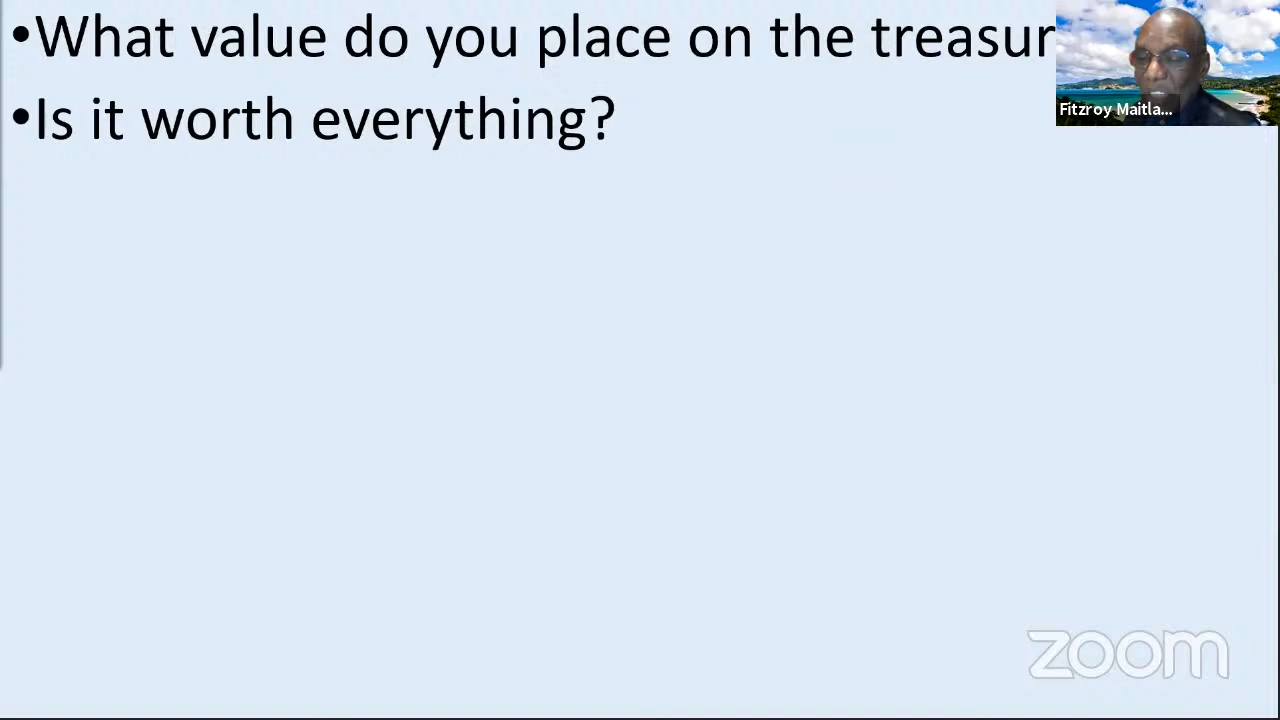 •What value do you place on the treasur
•Is it worth everything?
Fitzroy Maitla...
zoom